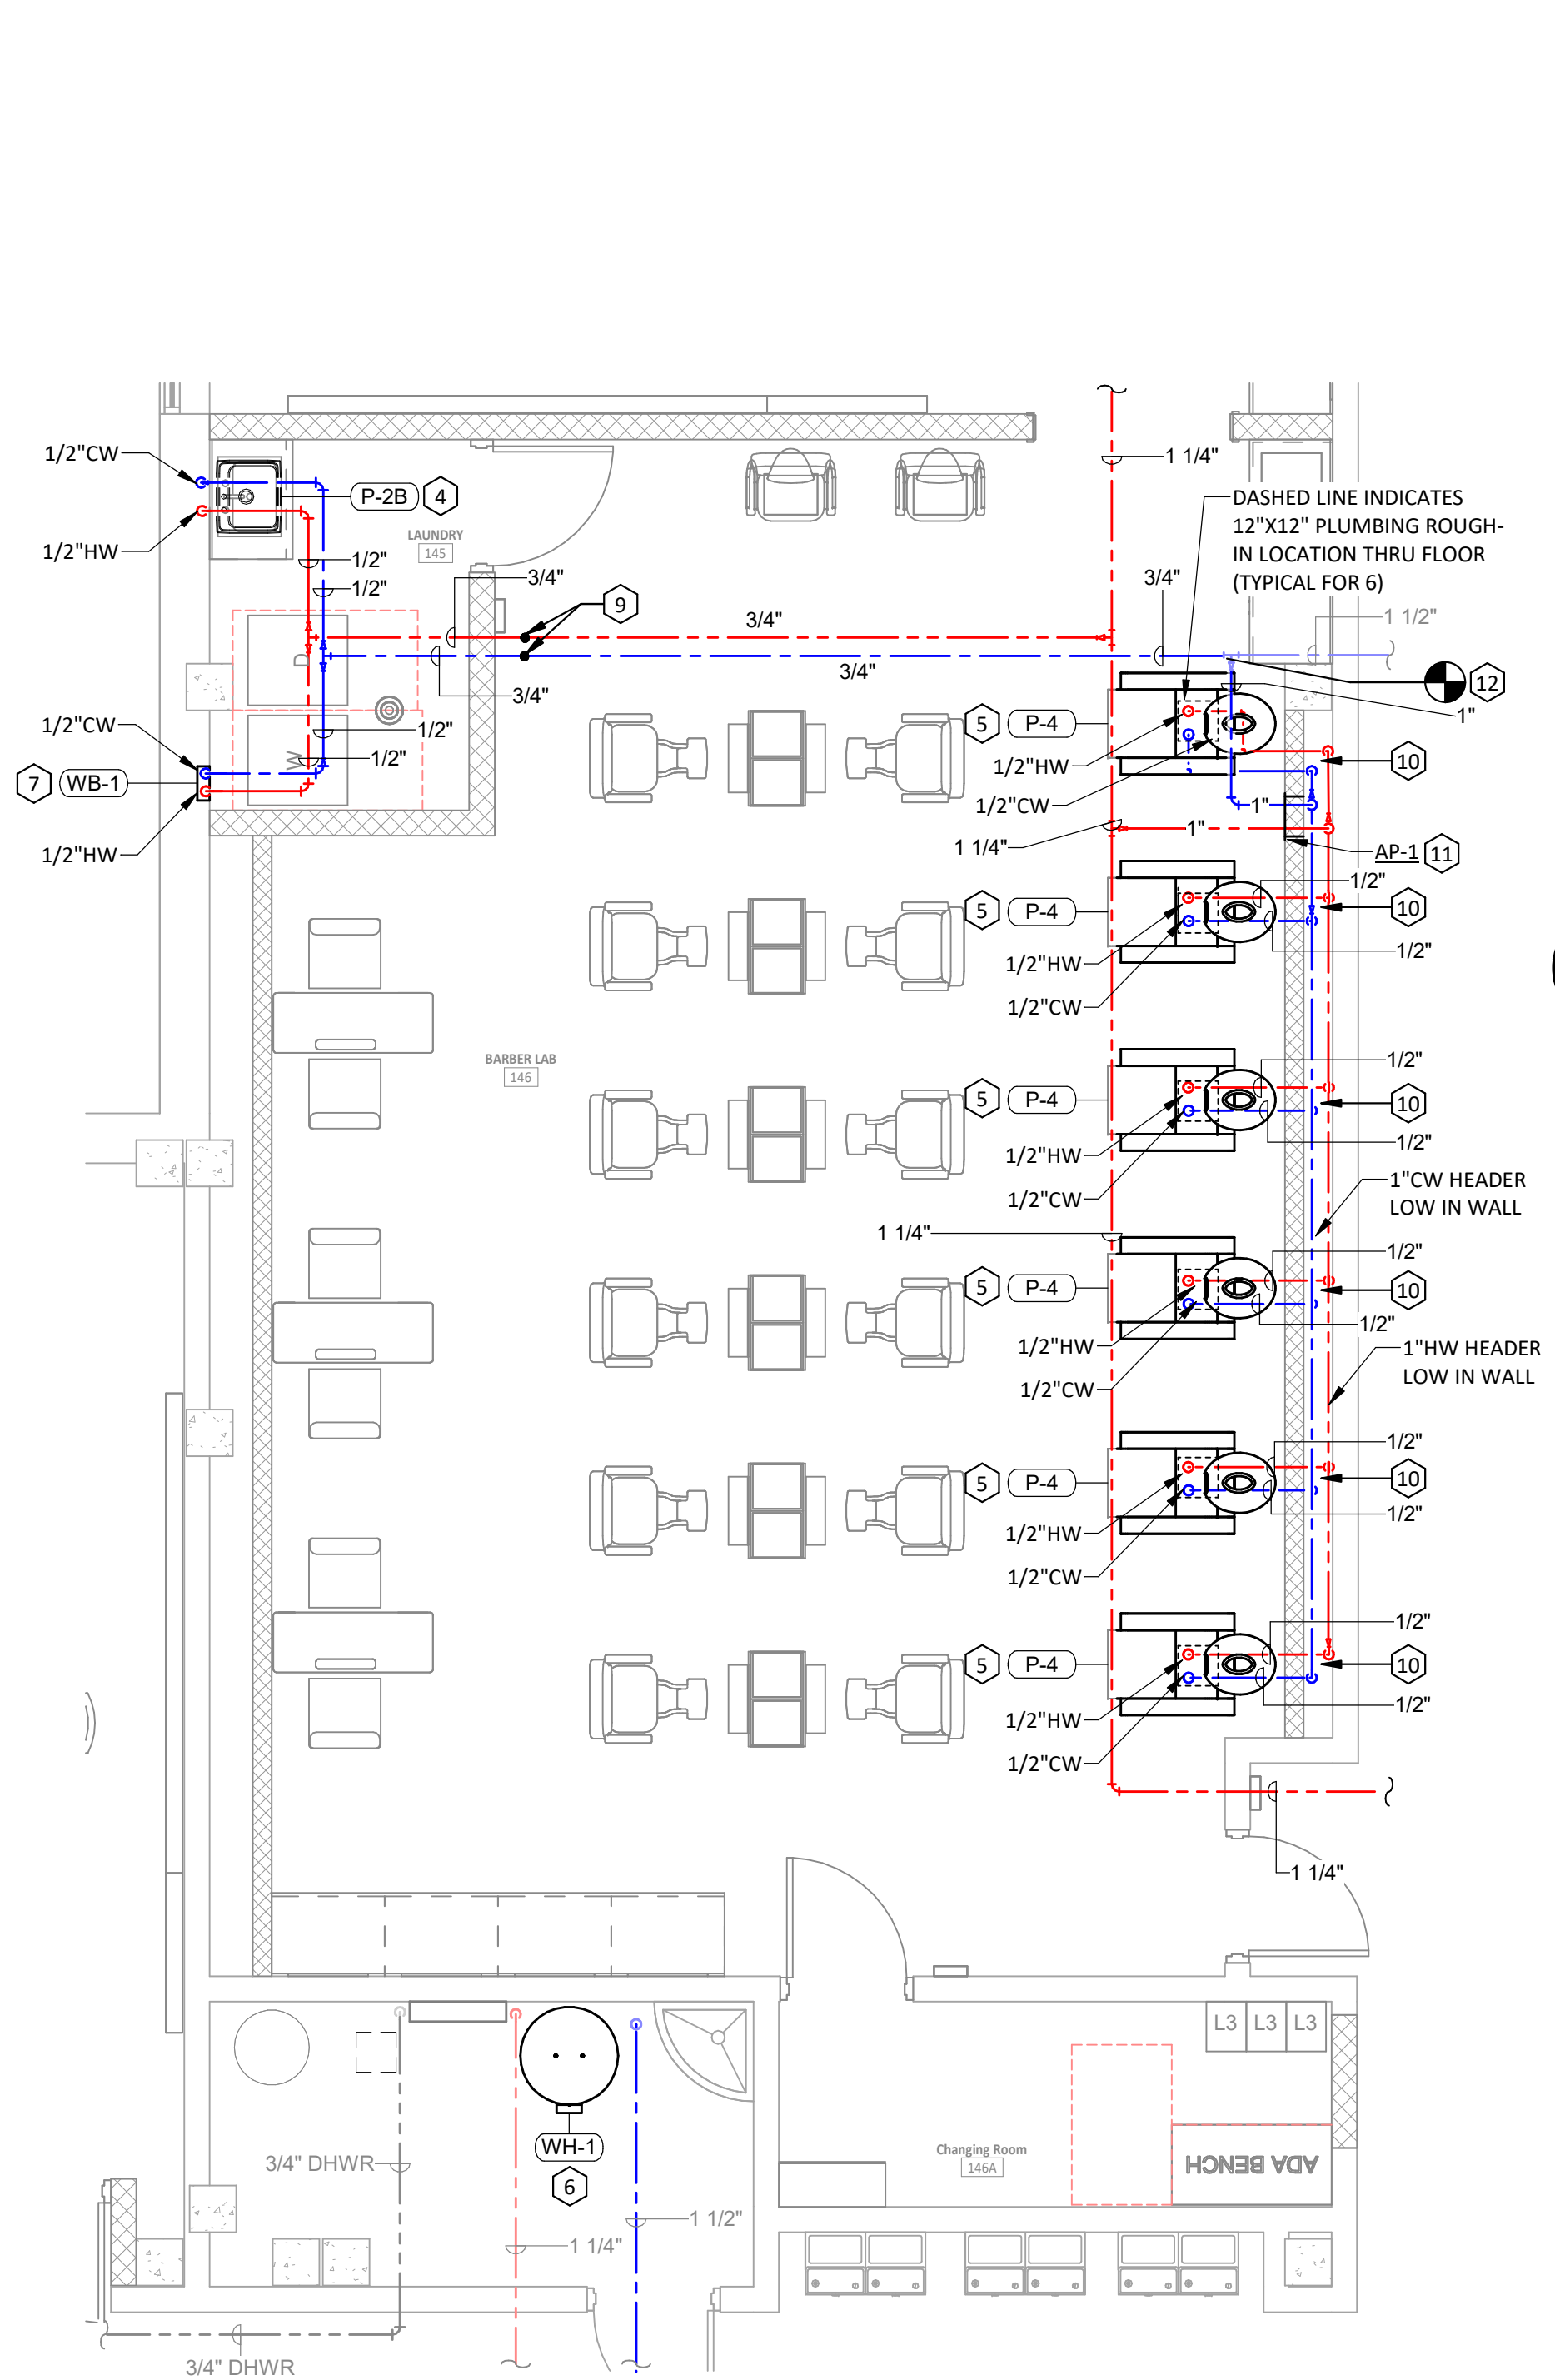 1/2"CW
1/2"HW
P-2B
4
LAUNDRY
145
1/2"
1/2"
3/4"
3/4"
9
D
W
1/2"
1/2"
1/2"CW
7
WB-1
1/2"HW
1 1/4"
DASHED LINE INDICATES
12"X12" PLUMBING ROUGH-
IN LOCATION THRU FLOOR
(TYPICAL FOR 6)
3/4"
3/4"
3/4"
1 1/2"
12
1"
5
P-4
1/2"HW
1/2"CW
10
1"
1"
1 1/4"
AP-1
11
5
P-4
1/2"
10
1/2"
1/2"HW
1/2"CW
BARBER LAB
146
5
P-4
1/2"
10
1/2"
1/2"HW
1/2"CW
1"CW HEADER
LOW IN WALL
1 1/4"
5
P-4
1/2"
10
1/2"
1/2"HW
1/2"CW
1"HW HEADER
LOW IN WALL
5
P-4
1/2"
10
1/2"
1/2"HW
1/2"CW
5
P-4
1/2"
10
1/2"
1/2"HW
1/2"CW
1 1/4"
L3
L3
L3
WH-1
6
3/4" DHWR
1 1/2"
1 1/4"
3/4" DHWR
Changing Room
146A
ADA BENCH